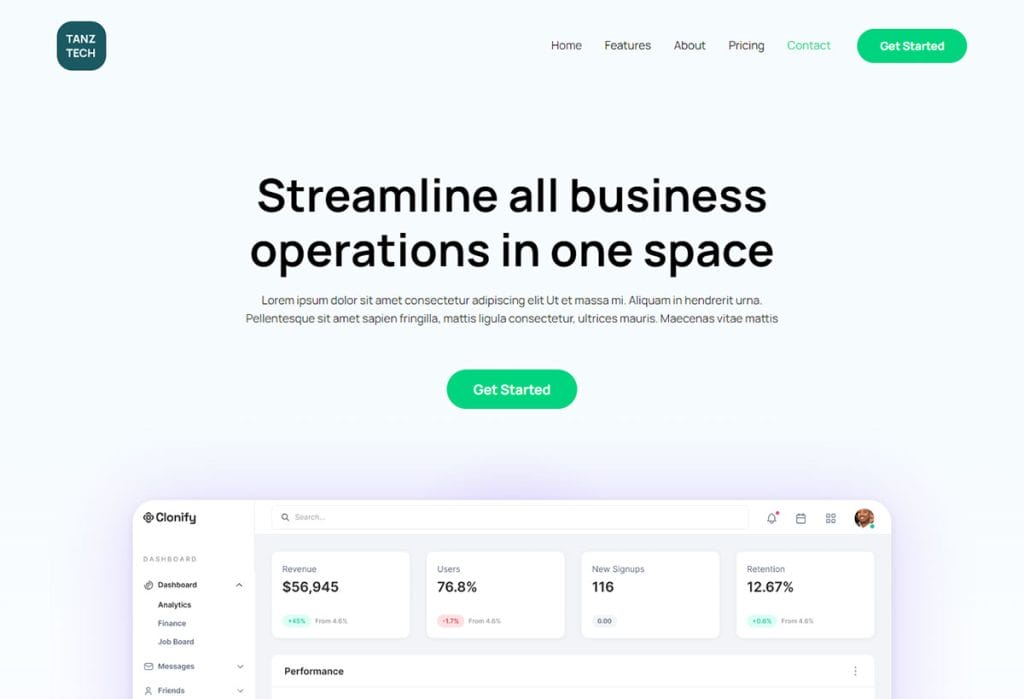 TANZ
TECH
Home Features About Pricing Contact Get Started
Streamline all business
operations in one space
Lorem ipsum dolor sit amet consectetur adipiscing elit Ut et massa mi. Aliquam in hendrerit urna.
Pellentesque sit amet sapien fringilla, mattis ligula consectetur, ultrices mauris. Maecenas vitae mattis
Get Started
Clonify
Search...
DASHBOARD
Dashboard
Analytics
Finance
Job Board
Messages
Friends
Revenue
$56,945
+45% From 4.6%
Users
76.8%
-1.7% From 4.6%
New Signups
116
0.00
Retention
12.67%
+0.6% From 4.6%
Performance